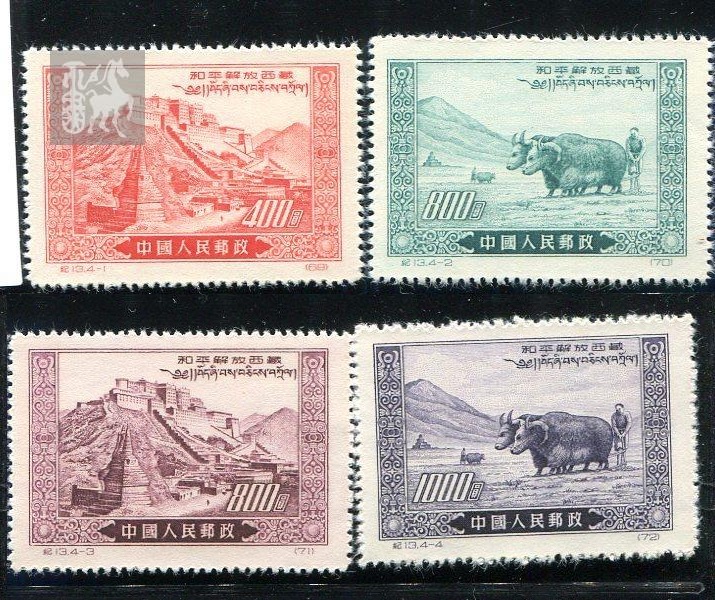 和平解放西藏
400圓
中國人民郵政
紀13.4-1 (69)
和平解放西藏
800圓
中國人民郵政
紀13.4-2 (70)
和平解放西藏
800圓
中國人民郵政
紀13.4-3 (71)
和平解放西藏
1000圓
中國人民郵政
紀13.4-4 (72)